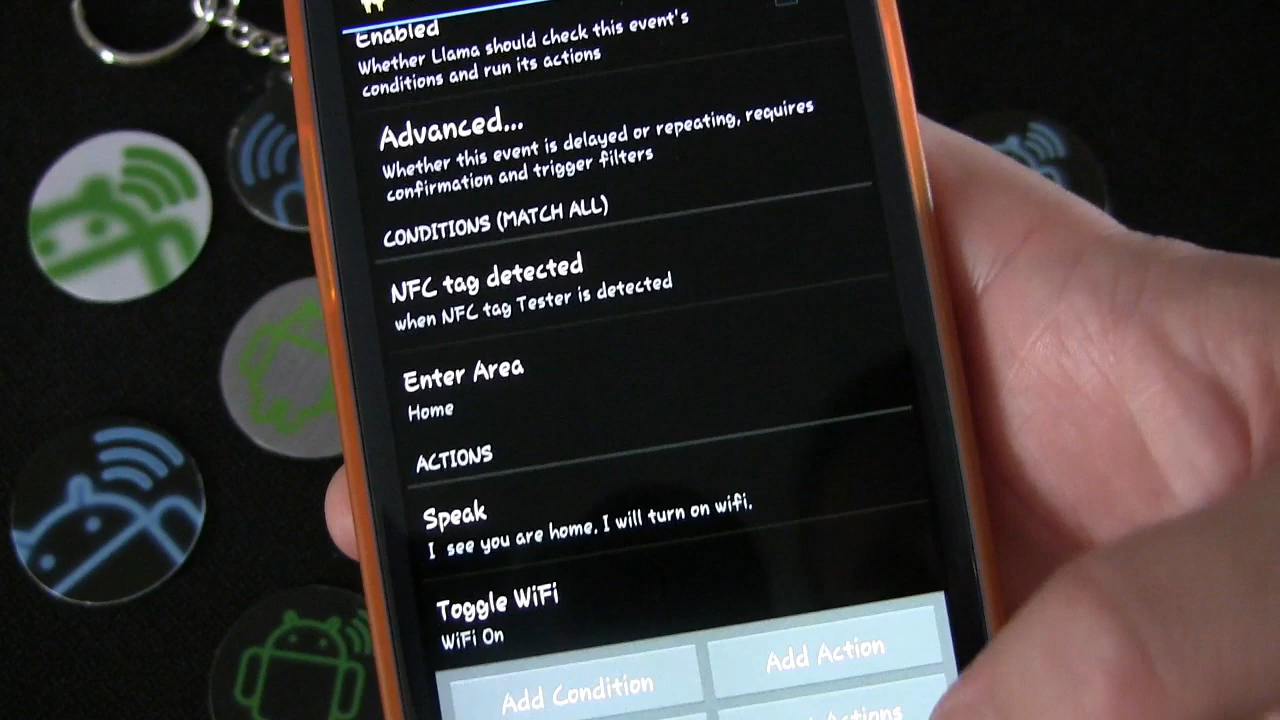 Enabled
Whether Llama should check this event's
conditions and run its actions
Advanced...
Whether this event is delayed or repeating, requires
confirmation and trigger filters
CONDITIONS (MATCH ALL)
NFC tag detected
when NFC tag Tester is detected
Enter Area
Home
ACTIONS
Speak
I see you are home. I will turn on wifi.
Toggle WiFi
WiFi On
Add Condition
Add Action
Actions